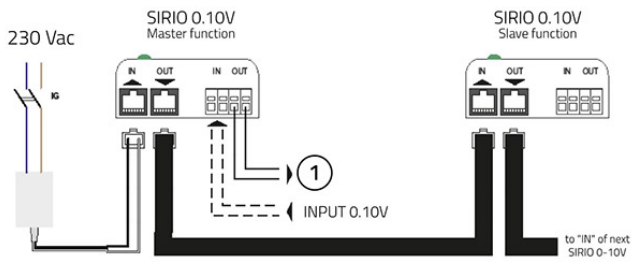 SIRIO 0.10V
Master function
SIRIO 0.10V
Slave function
230 Vac
IG
IN OUT IN OUT
IN OUT IN OUT
1
INPUT 0.10V
to "IN" of next
SIRIO 0-10V